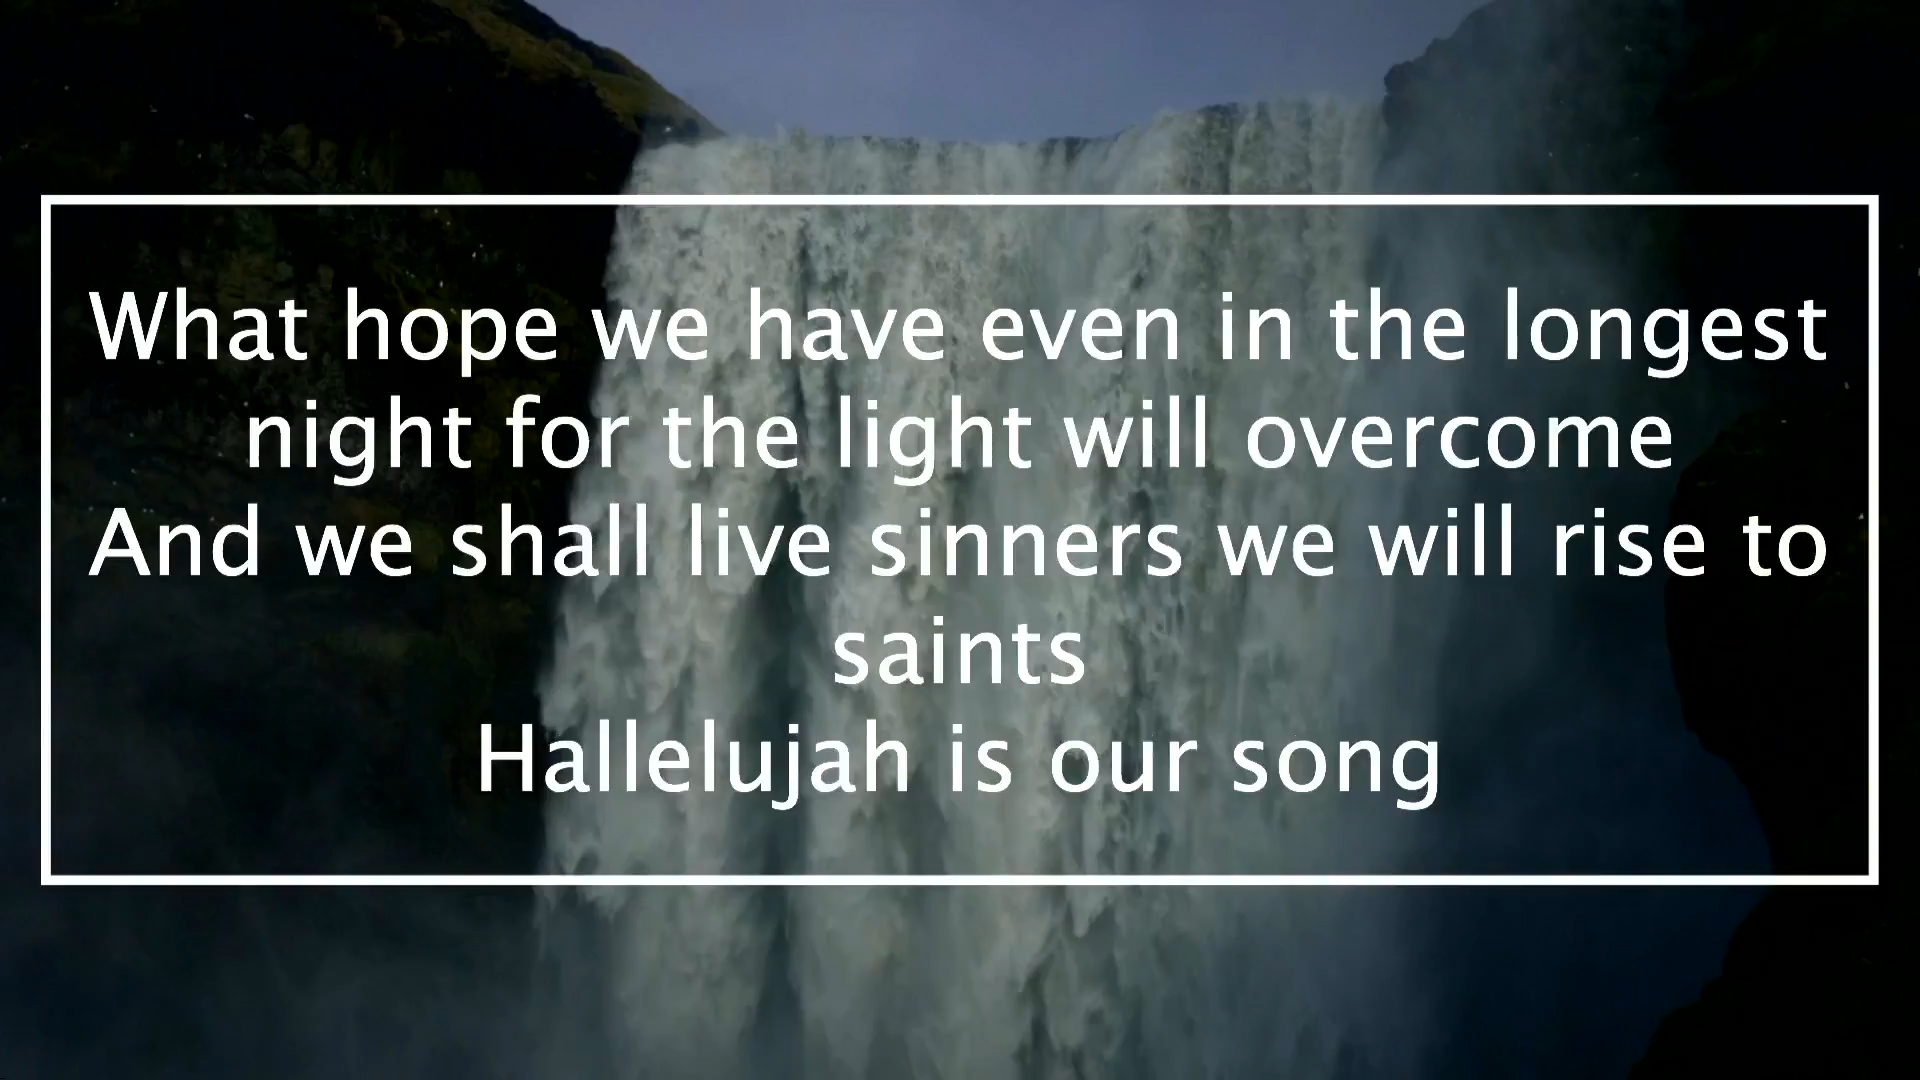 What hope we have even in the longest
night for the light will overcome
And we shall live sinners we will rise to
saints
Hallelujah is our song